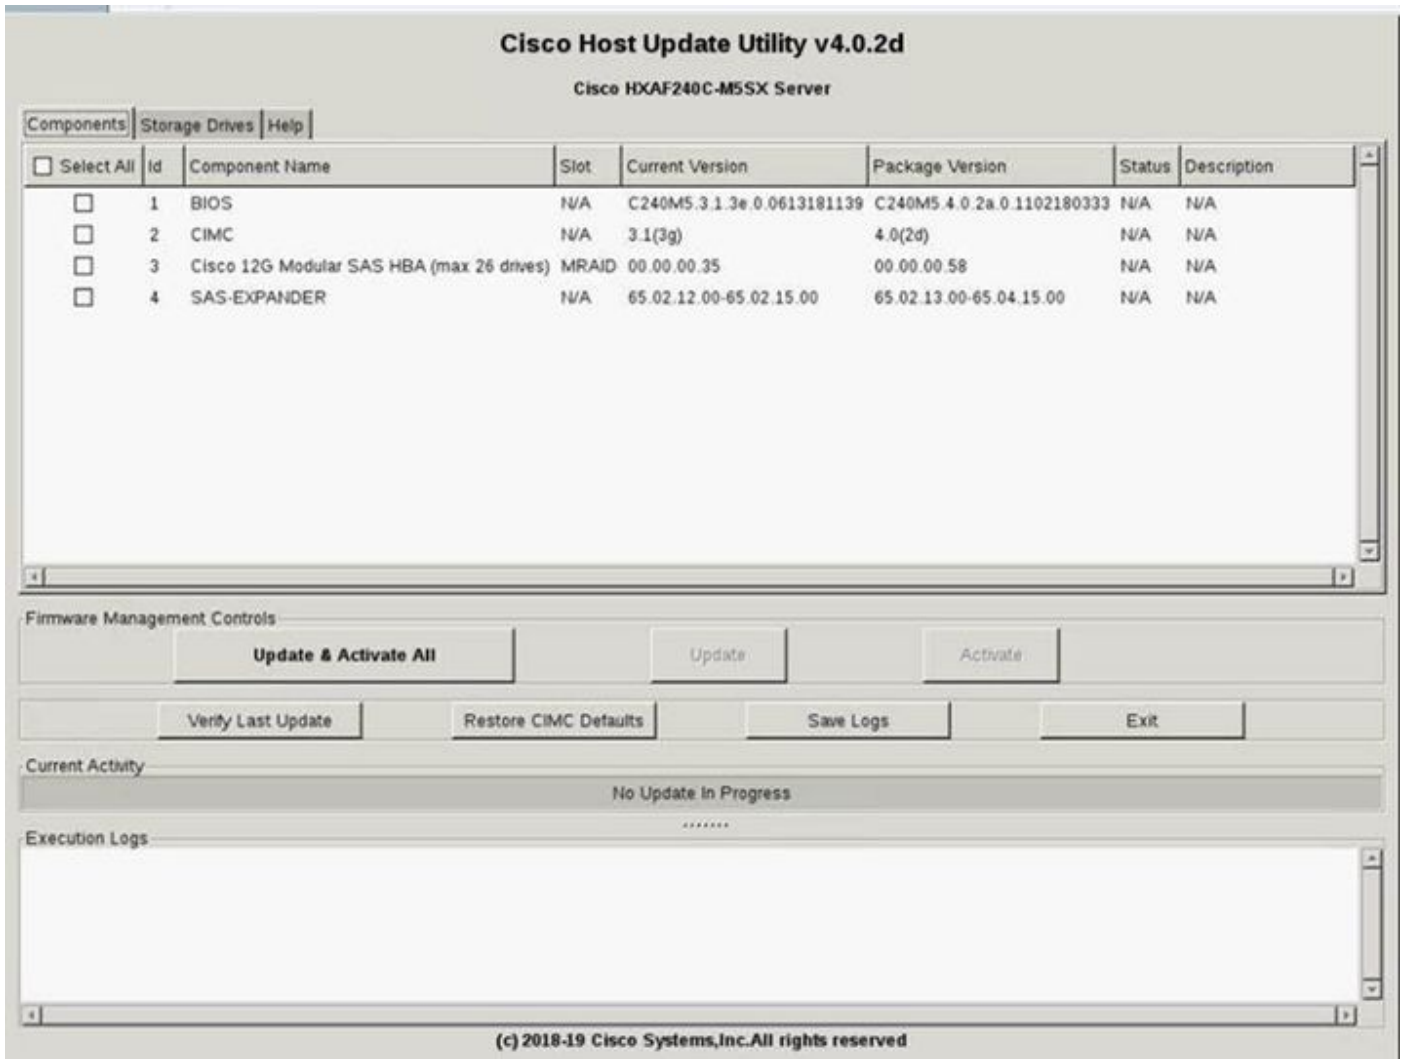 Cisco Host Update Utility v4.0.2d
Cisco HXAF240C-M5SX Server
Components Storage Drives Help
Select All Id Component Name Slot Current Version Package Version Status Description
1 BIOS N/A C240M5.3.1.3e.0.0613181139 C240M5.4.0.2a.0.1102180333 N/A N/A
2 CIMC N/A 3.1(3g) 4.0(2d) N/A N/A
3 Cisco 12G Modular SAS HBA (max 26 drives) MRAID 00.00.00.35 00.00.00.58 N/A N/A
4 SAS-EXPANDER N/A 65.02.12.00-65.02.15.00 65.02.13.00-65.04.15.00 N/A N/A
Firmware Management Controls
Update & Activate All Update Activate
Verify Last Update Restore CIMC Defaults Save Logs Exit
Current Activity
No Update In Progress
Execution Logs
(c) 2018-19 Cisco Systems,Inc.All rights reserved